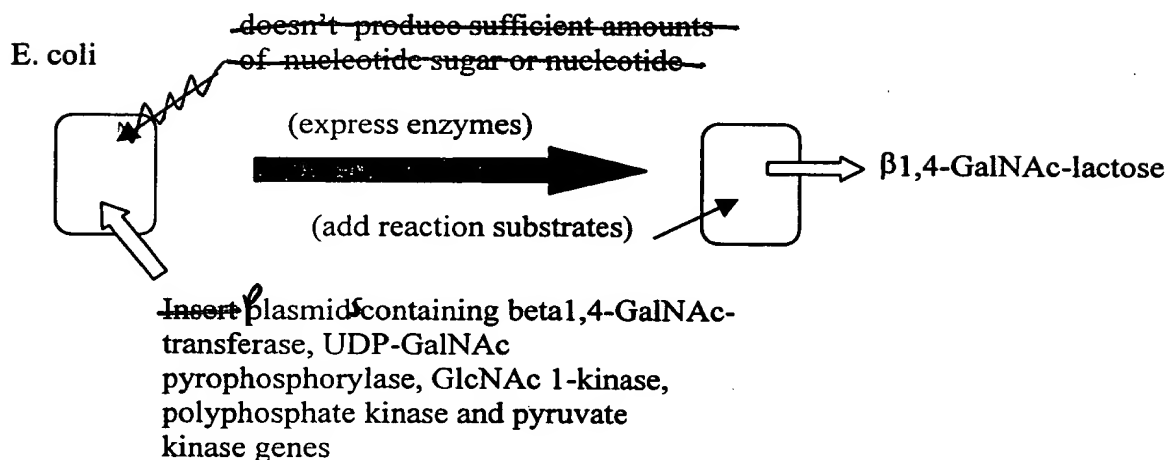 doesn't produce sufficient amounts
of nucleotide sugar or nucleotide
E. coli
(express enzymes)
β1,4-GalNAc-lactose
(add reaction substrates)
Insert plasmids containing beta1,4-GalNAc-
transferase, UDP-GalNAc
pyrophosphorylase, GlcNAc 1-kinase,
polyphosphate kinase and pyruvate
kinase genes